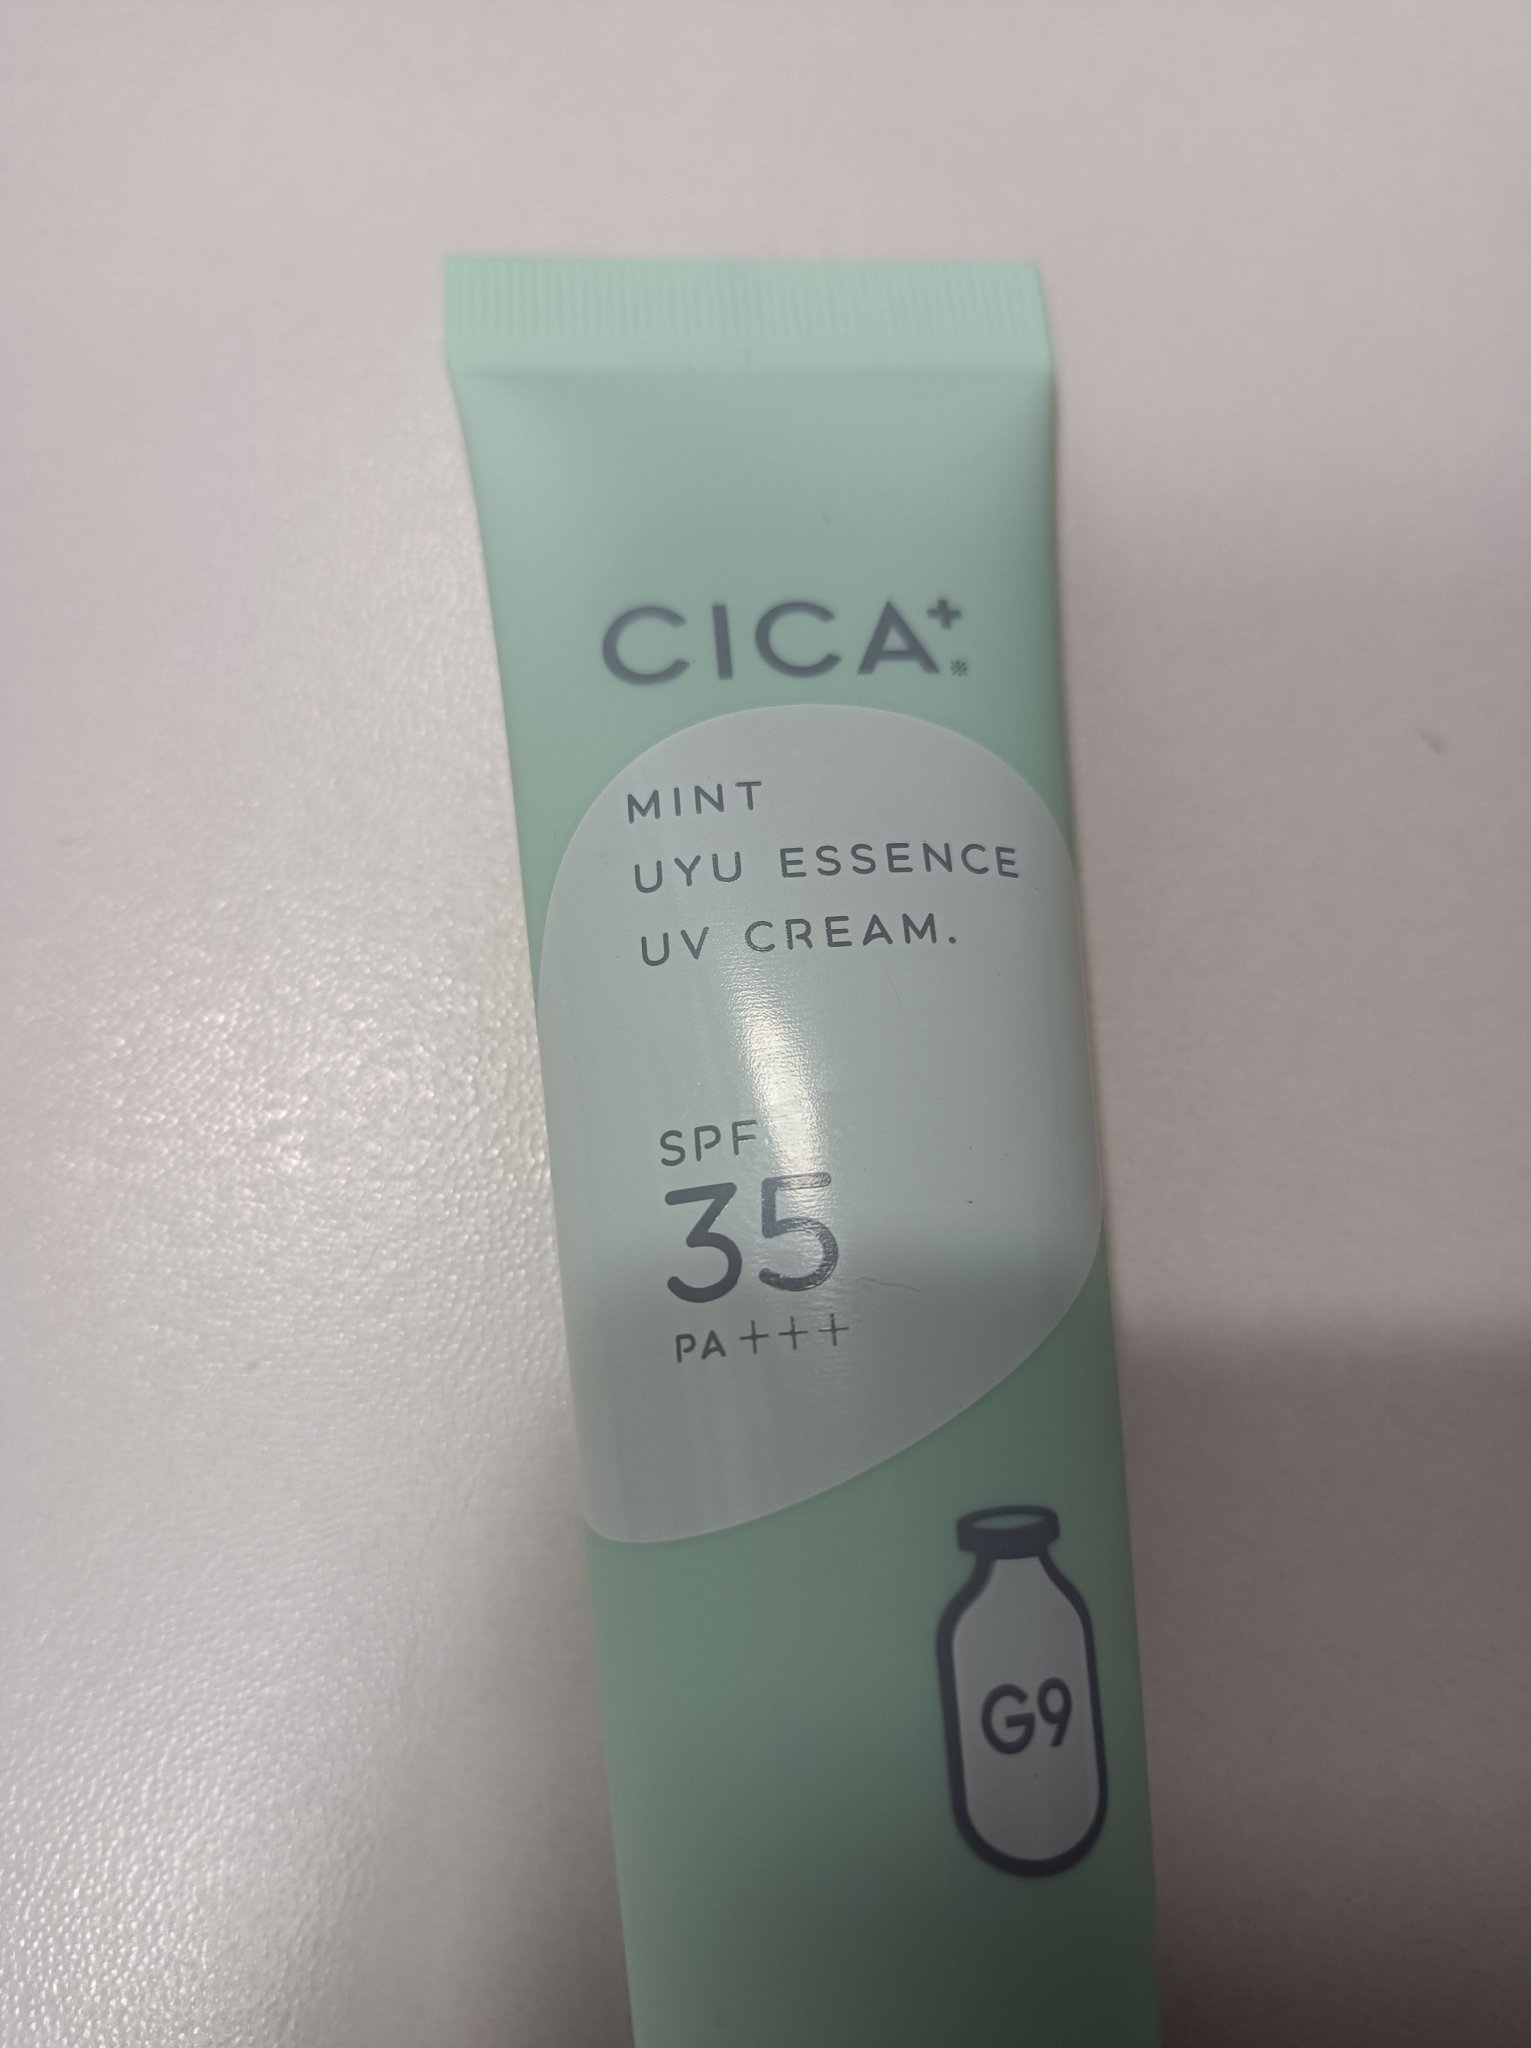 CICA+※
MINT
UYU ESSENCE
UV CREAM.
SPF
35
PA+++
G9